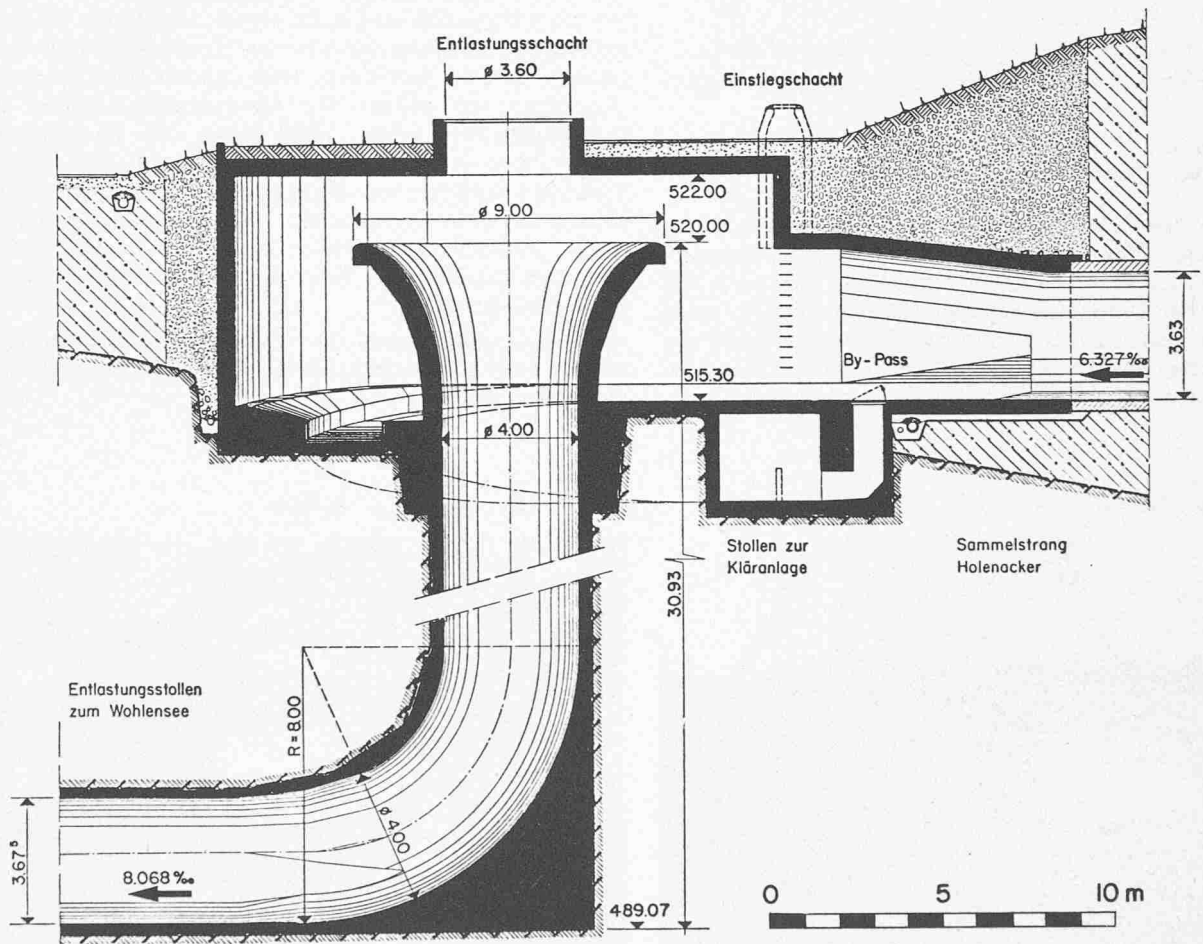 Entlastungsschacht
ø 3.60
Einstiegschacht
522.00
ø 9.00
520.00
3.63
By-Pass
6.327 ‰
515.30
ø 4.00
Stollen zur
Kläranlage
Sammelstrang
Holenacker
30.93
Entlastungsstollen
zum Wohlensee
R = 8.00
ø 4.00
3.67⁵
8.068 ‰
489.07
0 5 10 m